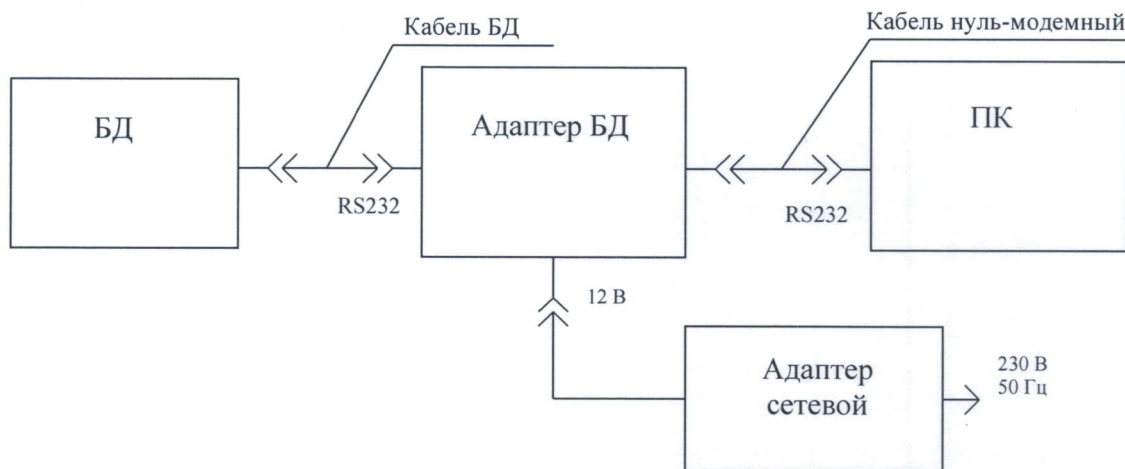 Кабель БД
Кабель нуль-модемный
БД
Адаптер БД
ПК
RS232
RS232
12 В
Адаптер
сетевой
230 В
50 Гц